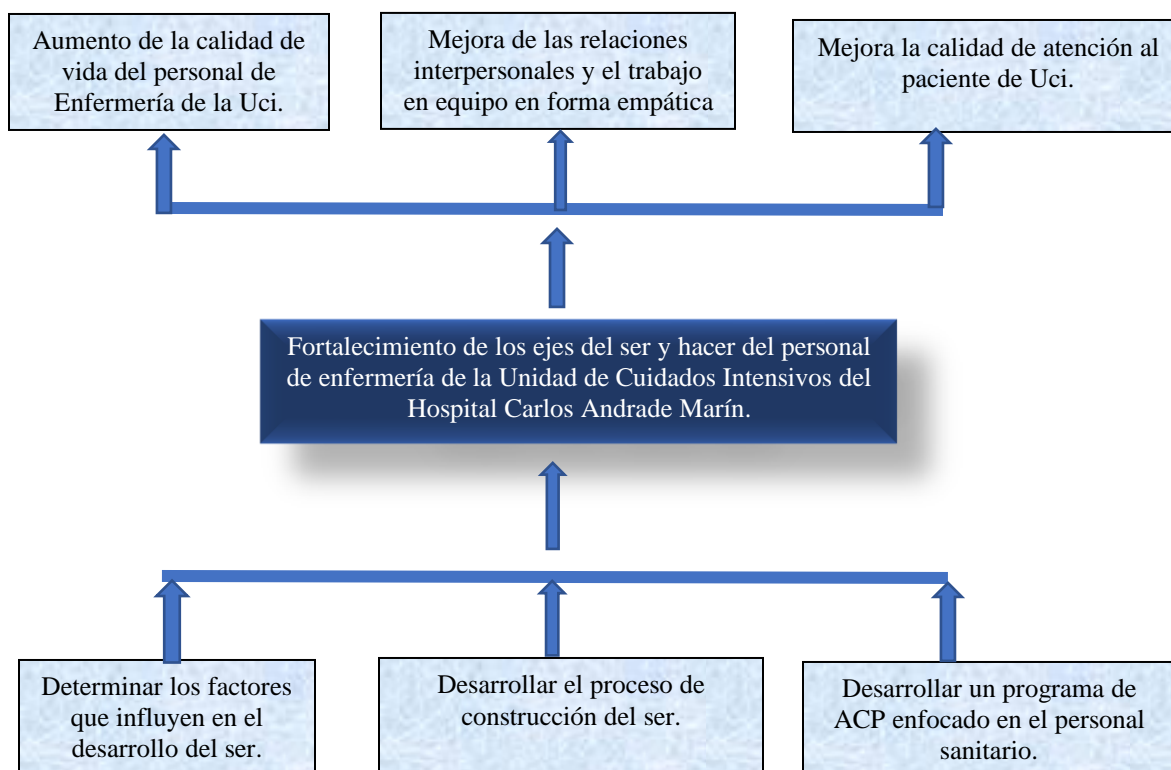 Aumento de la calidad de
vida del personal de
Enfermería de la Uci.
Mejora de las relaciones
interpersonales y el trabajo
en equipo en forma empática
Mejora la calidad de atención al
paciente de Uci.
Fortalecimiento de los ejes del ser y hacer del personal
de enfermería de la Unidad de Cuidados Intensivos del
Hospital Carlos Andrade Marín.
Determinar los factores
que influyen en el
desarrollo del ser.
Desarrollar el proceso de
construcción del ser.
Desarrollar un programa de
ACP enfocado en el personal
sanitario.